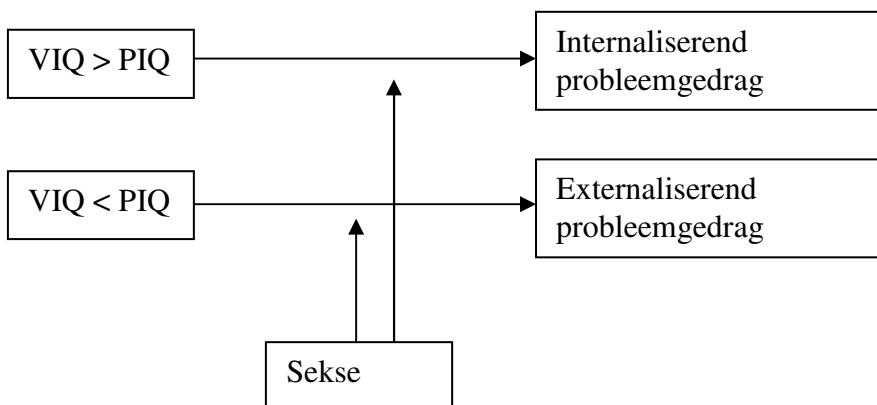 VIQ > PIQ
Internaliserend
probleemgedrag
VIQ < PIQ
Externaliserend
probleemgedrag
Sekse